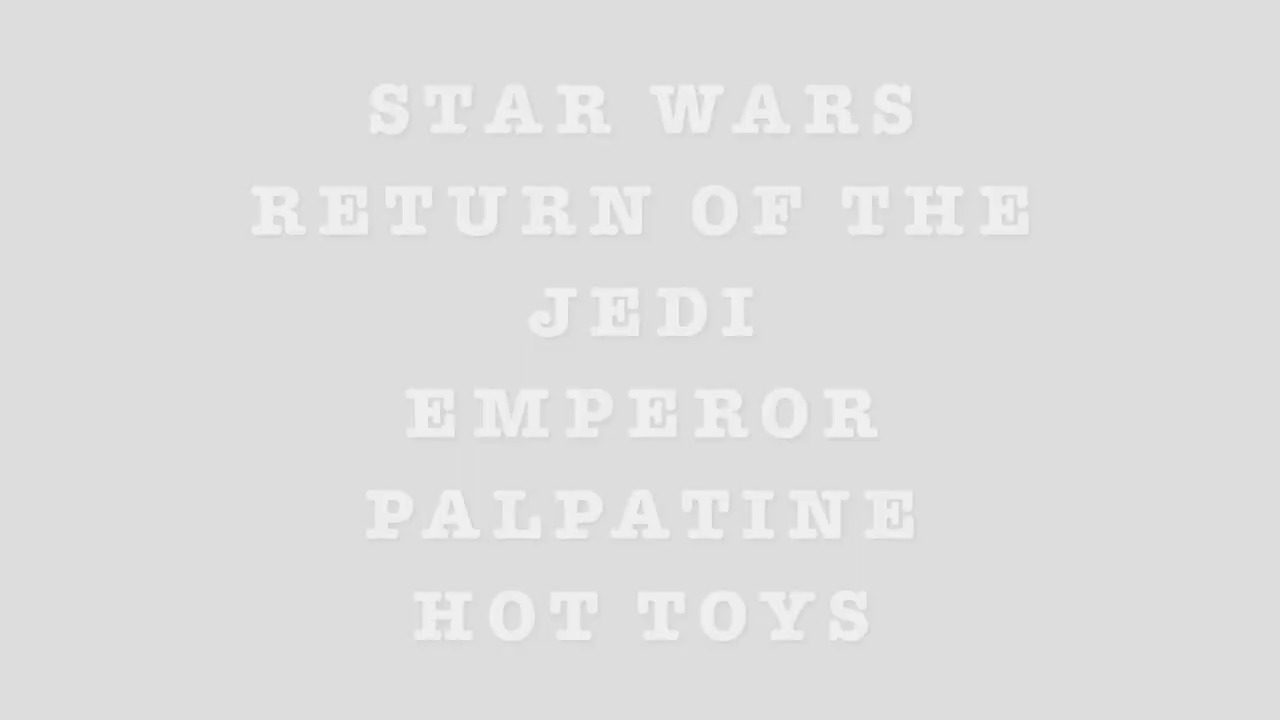 STAR WARS
RETURN OF THE
JEDI
EMPEROR
PALPATINE
HOT TOYS